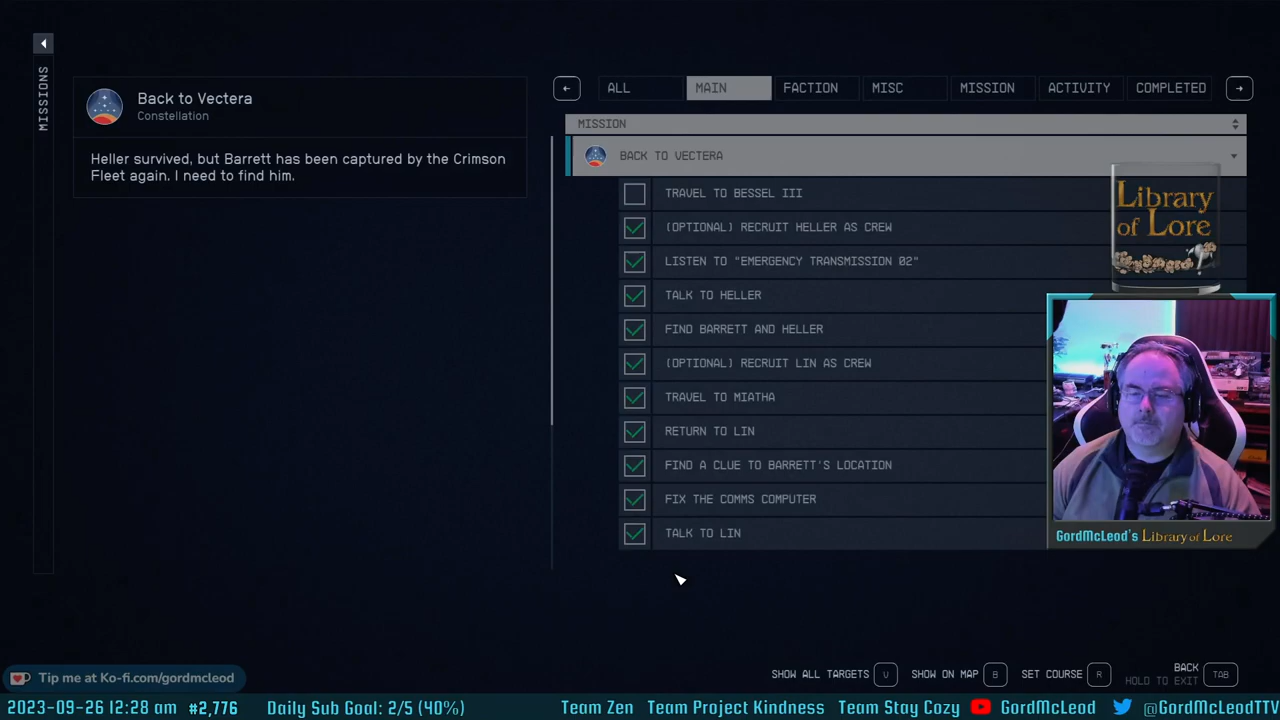 MISSIONS
Back to Vectera
Constellation
Heller survived, but Barrett has been captured by the Crimson
Fleet again. I need to find him.
ALL
MAIN
FACTION
MISC
MISSION
ACTIVITY
COMPLETED
MISSION
BACK TO VECTERA
TRAVEL TO BESSEL III
(OPTIONAL) RECRUIT HELLER AS CREW
LISTEN TO "EMERGENCY TRANSMISSION 02"
TALK TO HELLER
FIND BARRETT AND HELLER
(OPTIONAL) RECRUIT LIN AS CREW
TRAVEL TO MIATHA
RETURN TO LIN
FIND A CLUE TO BARRETT'S LOCATION
FIX THE COMMS COMPUTER
TALK TO LIN
Library
of Lore
GordMcLeod's Library of Lore
SHOW ALL TARGETS V
SHOW ON MAP B
SET COURSE R
BACK
HOLD TO EXIT
TAB
Tip me at Ko-fi.com/gordmcleod
2023-09-26 12:28 am #2,776 Daily Sub Goal: 2/5 (40%) Team Zen Team Project Kindness Team Stay Cozy GordMcLeod @GordMcLeodTTV